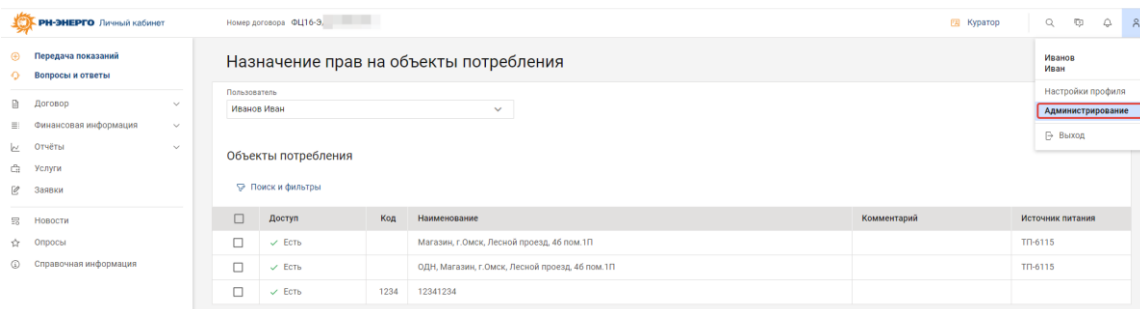 РН-ЭНЕРГО Личный кабинет
Номер договора ФЦ16-Э,
Куратор
Передача показаний
Вопросы и ответы
Договор
Финансовая информация
Отчёты
Услуги
Заявки
Новости
Опросы
Справочная информация
Назначение прав на объекты потребления
Пользователь
Иванов Иван
Иванов
Иван
Настройки профиля
Администрирование
Выход
Объекты потребления
Поиск и фильтры
Доступ Код Наименование Комментарий Источник питания
Есть Магазин, г.Омск, Лесной проезд, 4б пом.1П ТП-6115
Есть ОДН, Магазин, г.Омск, Лесной проезд, 4б пом.1П ТП-6115
Есть 1234 12341234